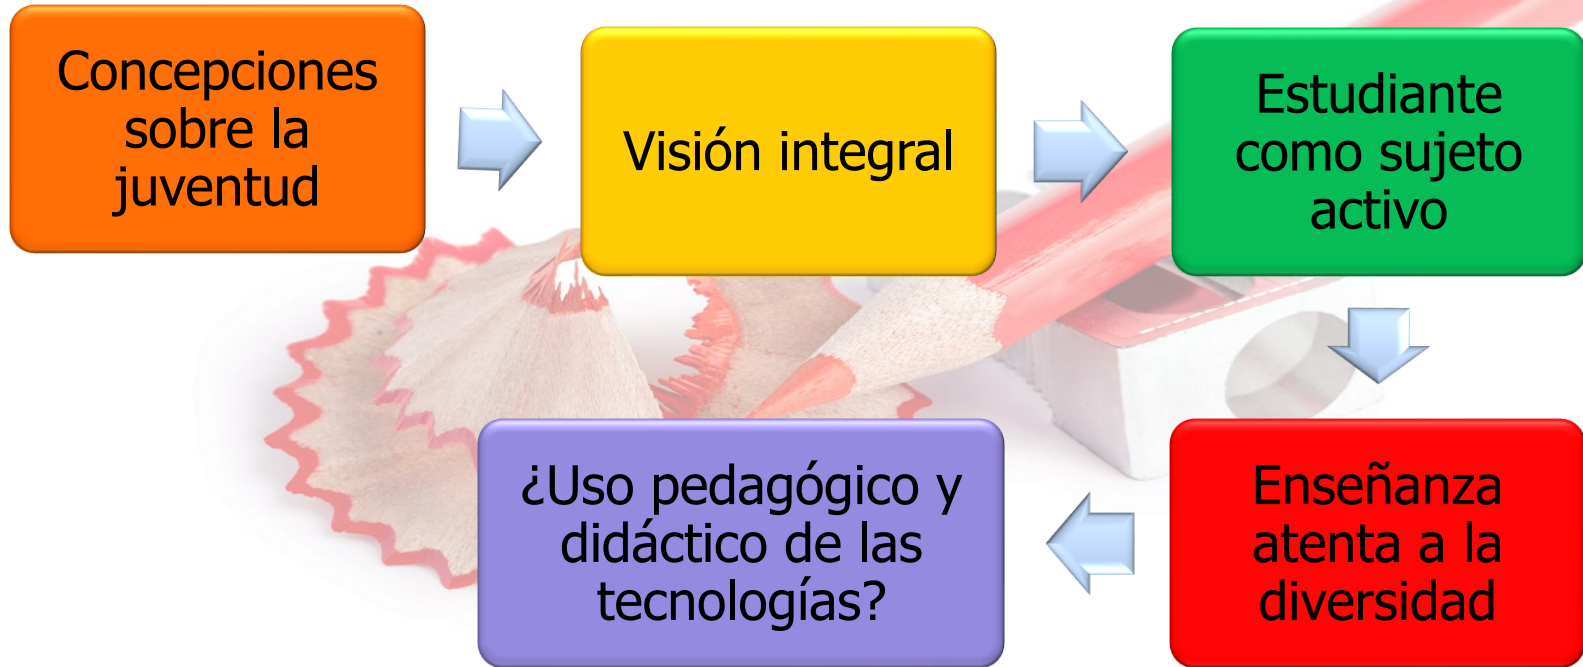 Concepciones
sobre la
juventud
Visión integral
Estudiante
como sujeto
activo
Enseñanza
atenta a la
diversidad
¿Uso pedagógico y
didáctico de las
tecnologías?